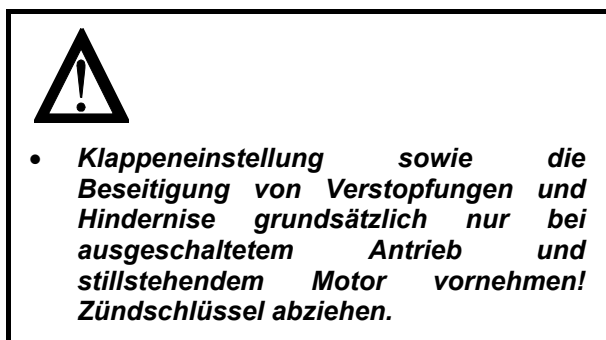 • Klappeneinstellung sowie die
Beseitigung von Verstopfungen und
Hindernise grundsätzlich nur bei
ausgeschaltetem Antrieb und
stillstehendem Motor vornehmen!
Zündschlüssel abziehen.